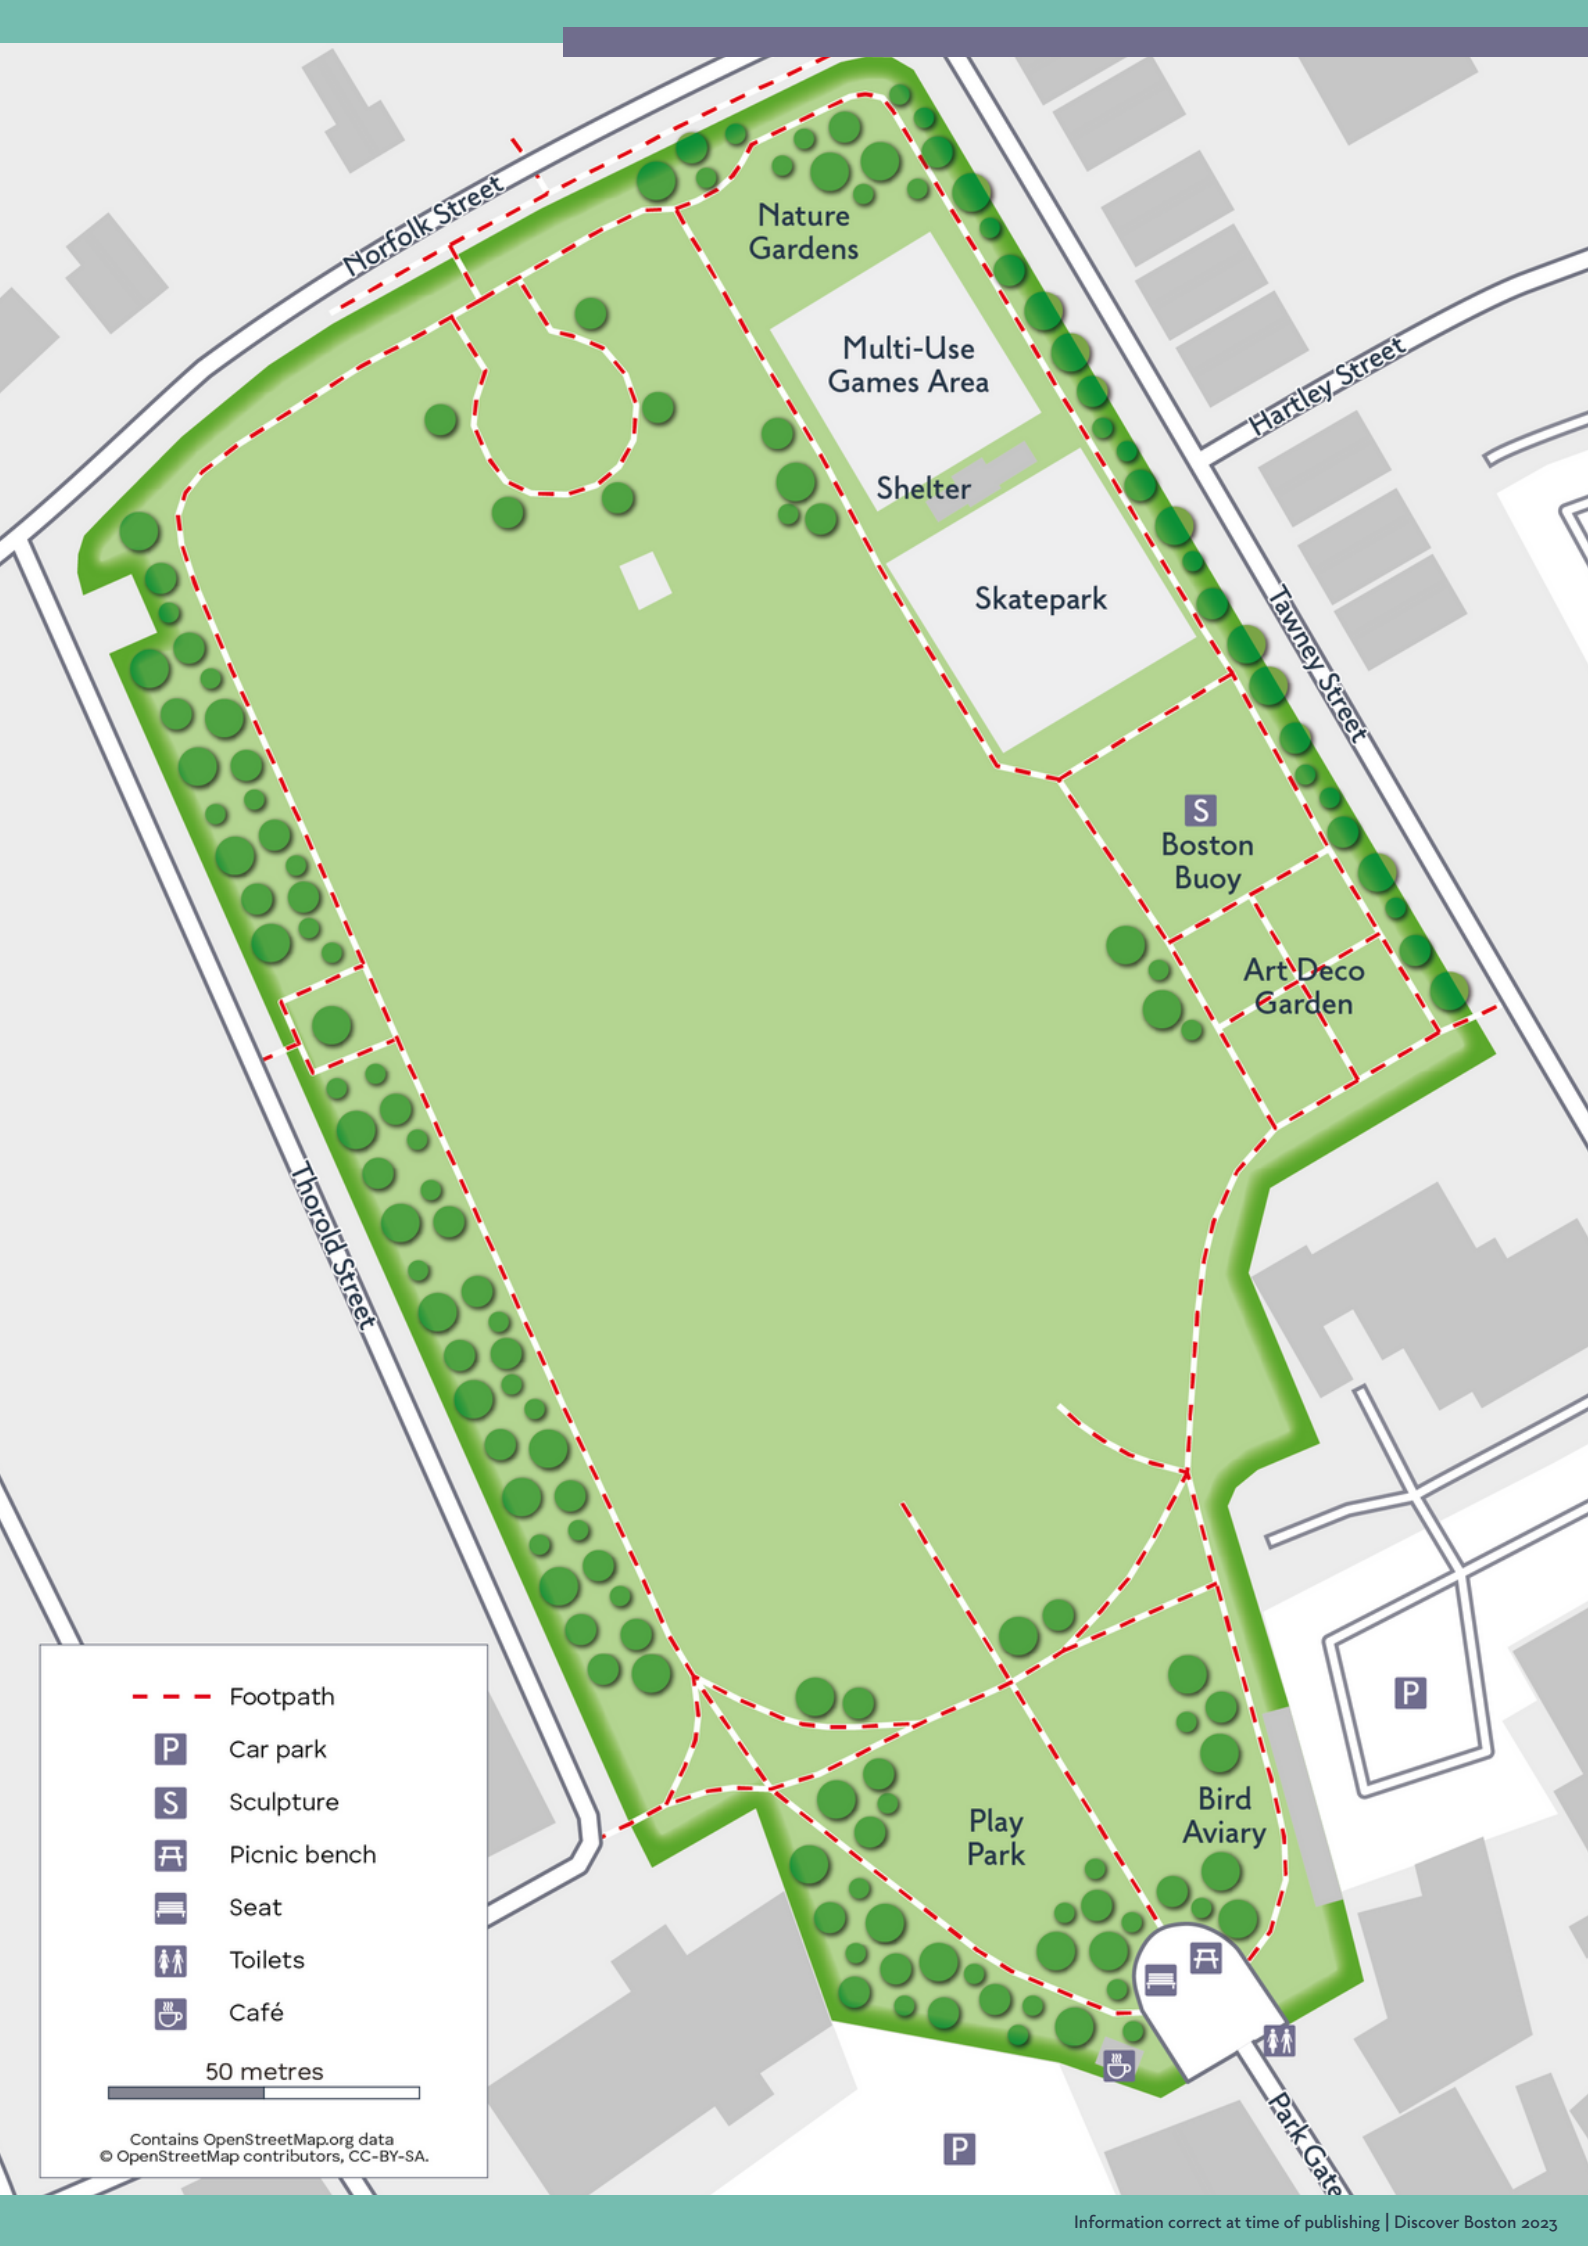 Norfolk Street
Nature
Gardens
Multi-Use
Games Area
Hartley Street
Shelter
Skatepark
Tawney Street
S
Boston
Buoy
Art Deco
Garden
Thorold Street
P
Bird
Aviary
Play
Park
Footpath
P
Car park
S
Sculpture
Picnic bench
Seat
Toilets
Café
50 metres
Contains OpenStreetMap.org data
© OpenStreetMap contributors, CC-BY-SA.
P
Park Gate
Information correct at time of publishing | Discover Boston 2023